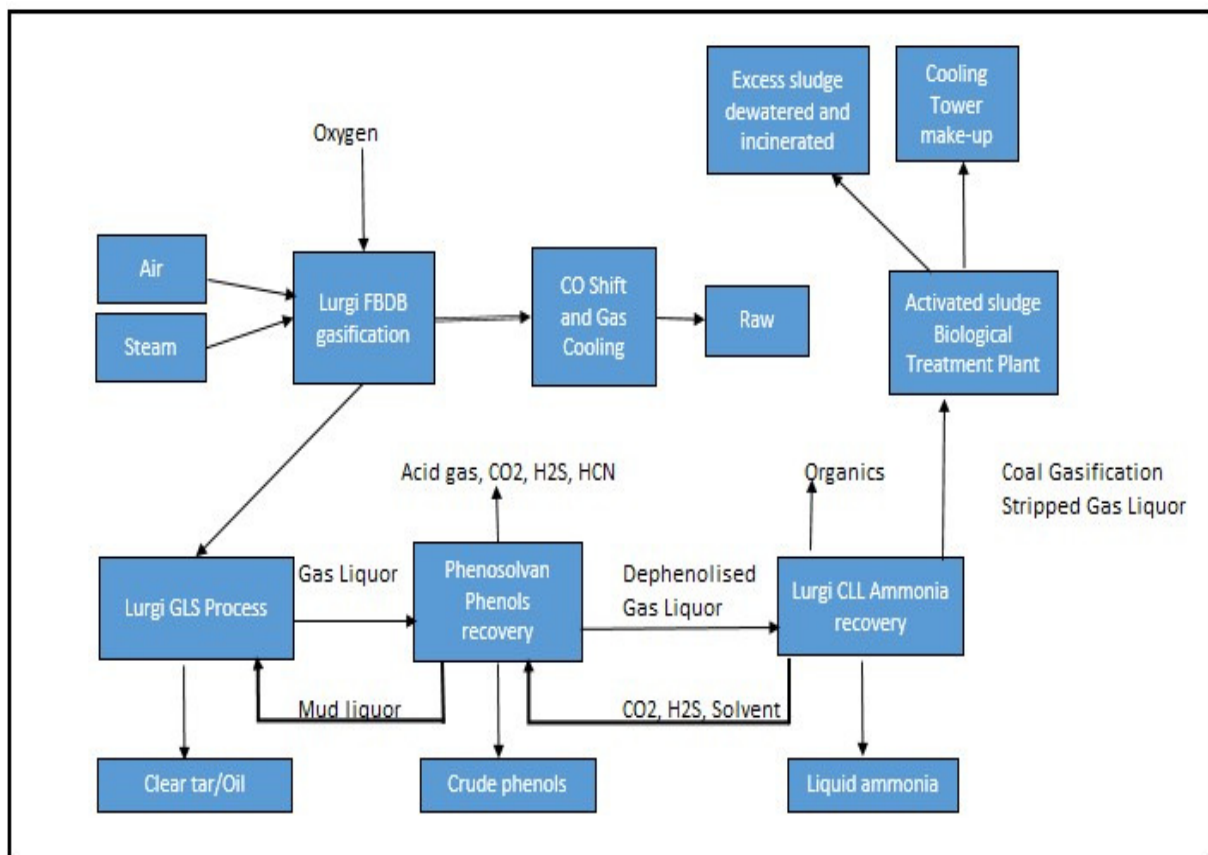 Excess sludge
dewatered and
incinerated
Cooling
Tower
make-up
Oxygen
Air
Steam
Lurgi FBDB
gasification
CO Shift
and Gas
Cooling
Raw
Activated sludge
Biological
Treatment Plant
Acid gas, CO2, H2S, HCN
Organics
Coal Gasification
Stripped Gas Liquor
Lurgi GLS Process
Gas Liquor
Phenosolvan
Phenols
recovery
Dephenolised
Gas Liquor
Lurgi CLL Ammonia
recovery
Mud liquor
CO2, H2S, Solvent
Clear tar/Oil
Crude phenols
Liquid ammonia